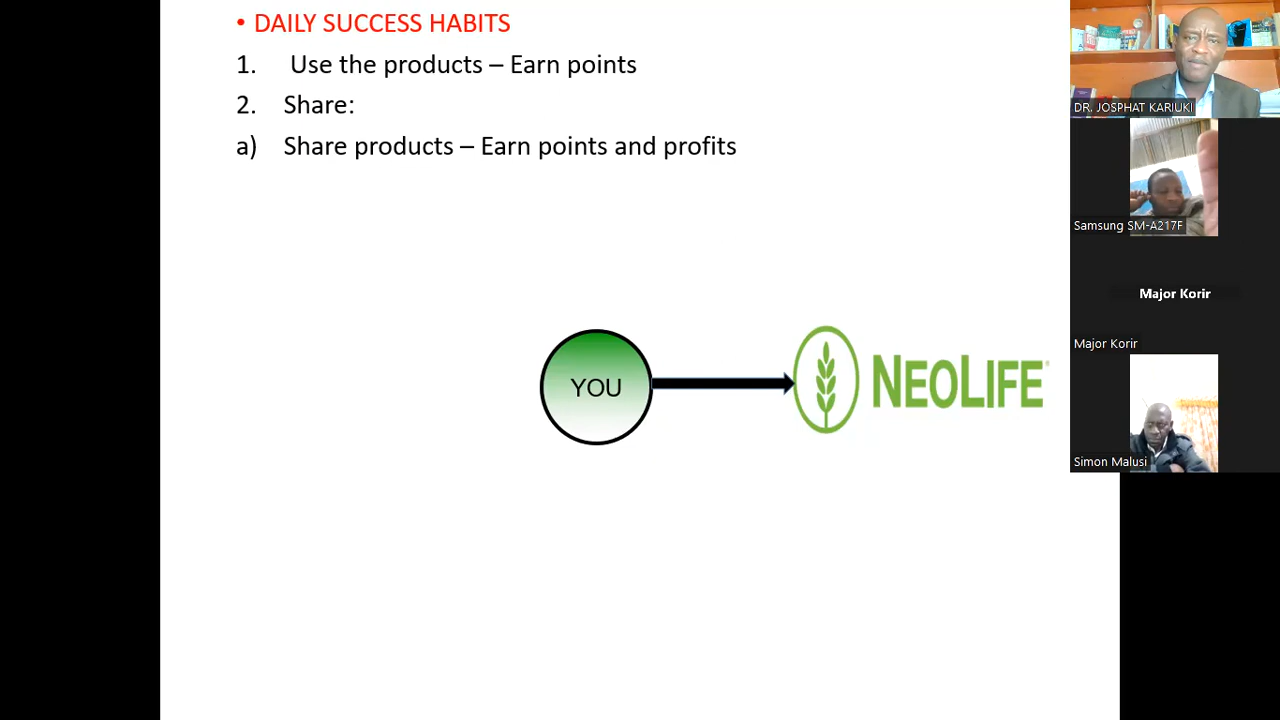 • DAILY SUCCESS HABITS
1. Use the products – Earn points
2. Share:
a) Share products – Earn points and profits
YOU
NEOLIFE
DR. JOSPHAT KARIUKI
Samsung SM-A217F
Major Korir
Major Korir
Simon Malusi